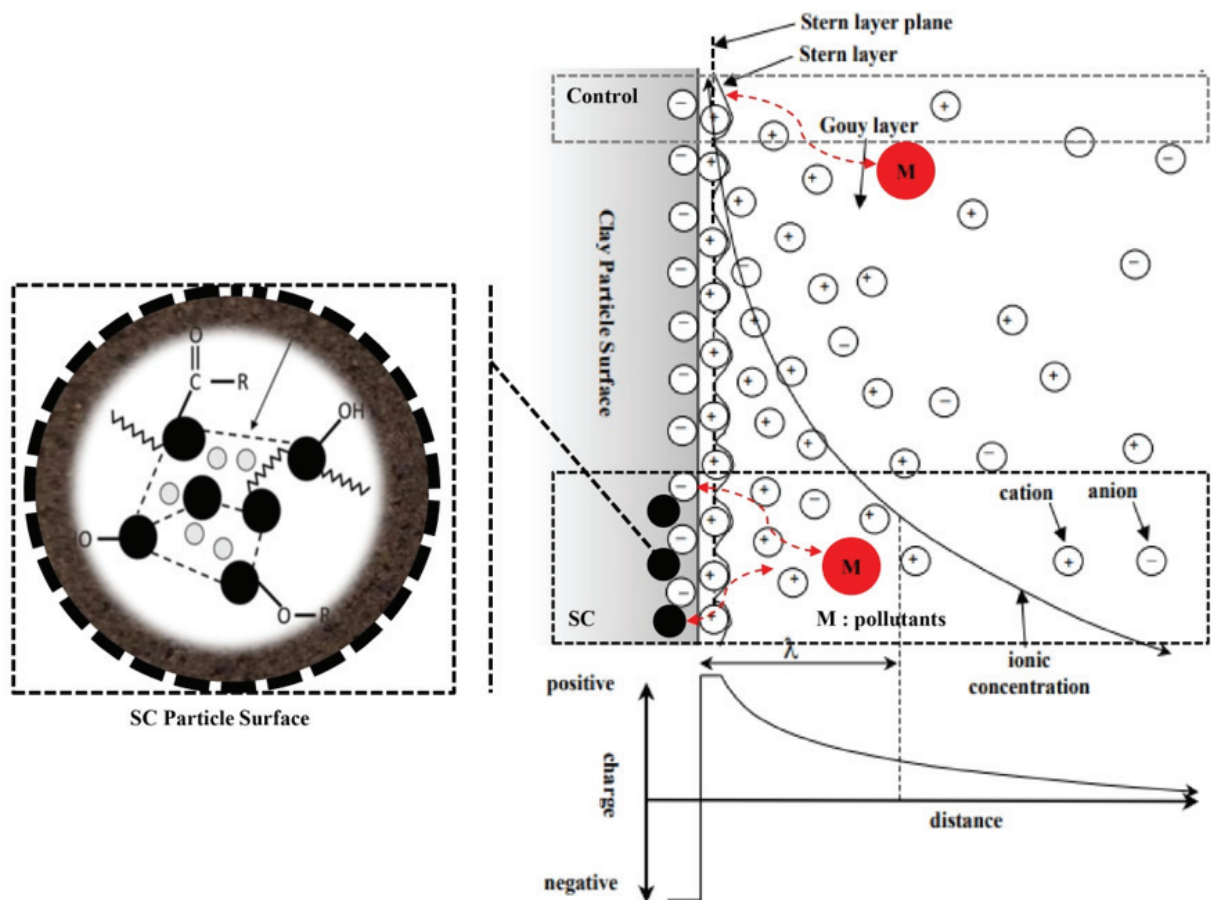 Stern layer plane
Stern layer
Control
−
+
+
Gouy layer
+
−
−
+
M
+
+
+
+
Clay Particle Surface
−
+
+
−
−
+
−
+
+
+
−
+
+
+
−
−
+
+
+
+
−
+
−
+
+
+
−
+
+
−
+
O
C
R
OH
O
O
R
SC Particle Surface
−
+
−
+
cation
anion
−
+
+
+
+
M
+
−
−
+
+
SC
+
M : pollutants
λ
ionic
concentration
positive
charge
distance
negative